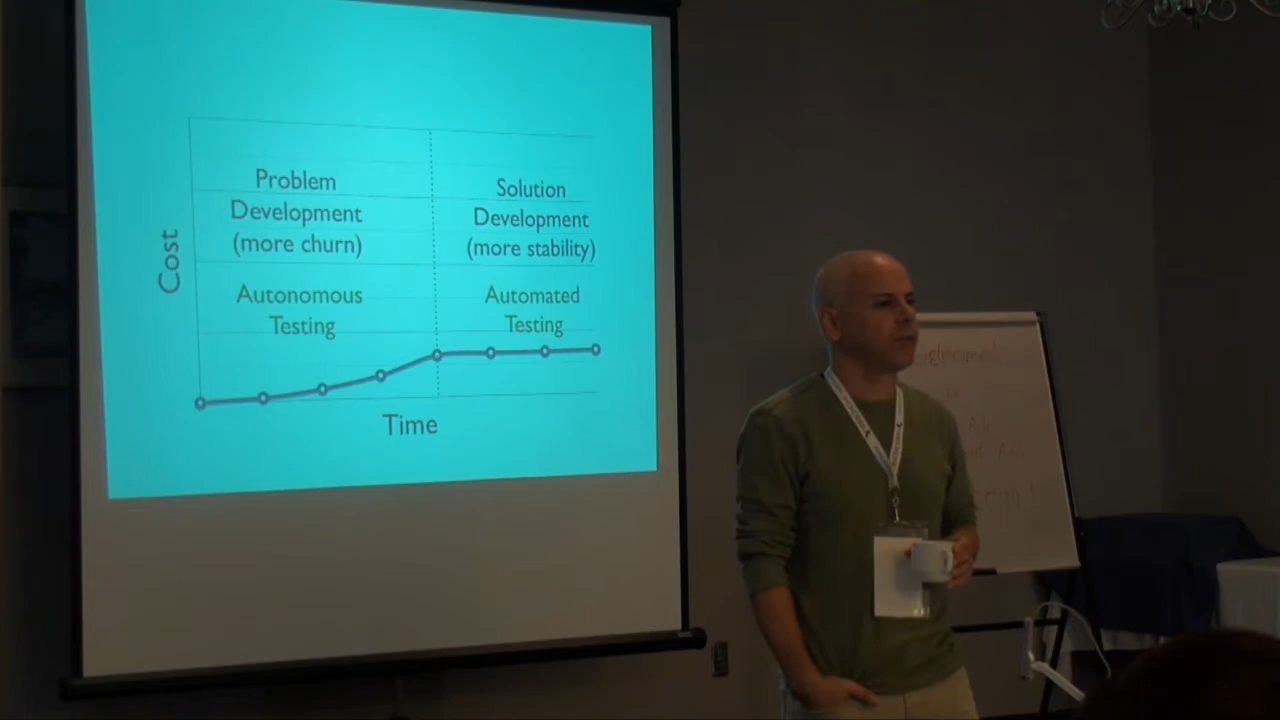 Problem
Development
(more churn)
Solution
Development
(more stability)
Autonomous
Testing
Automated
Testing
Cost
Time